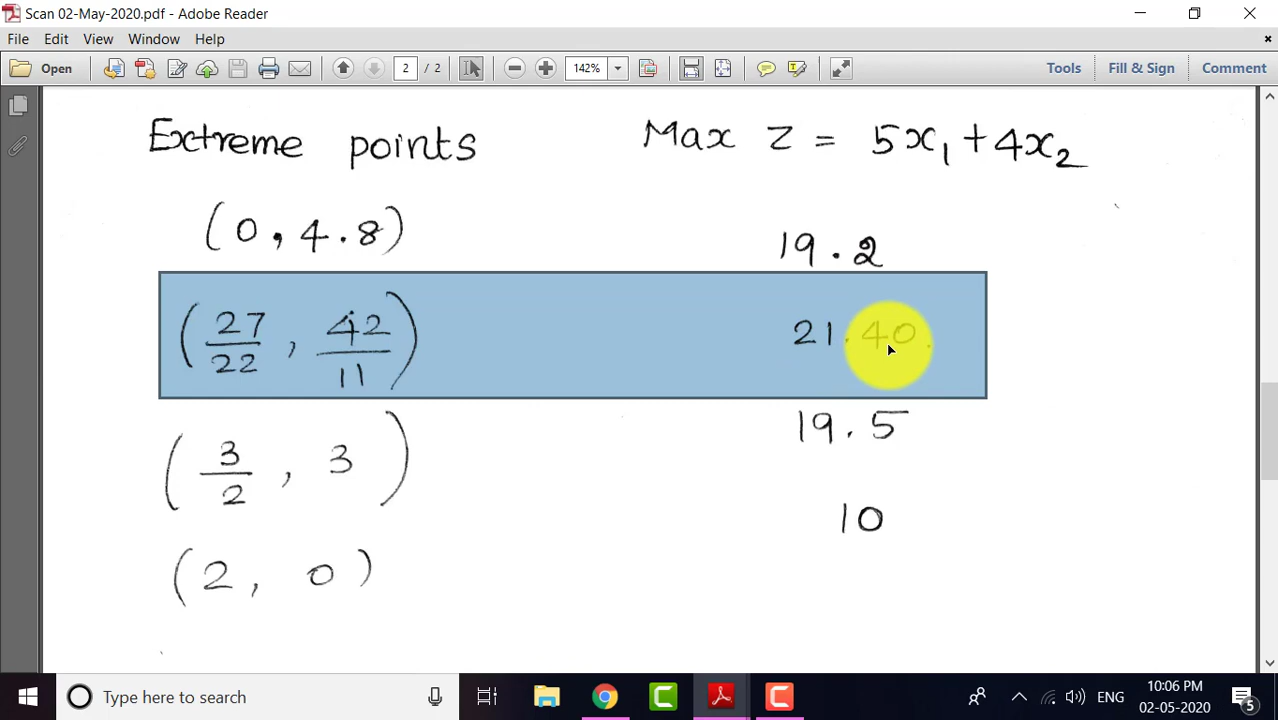 Scan 02-May-2020.pdf - Adobe Reader
File Edit View Window Help
Open 2 / 2 142% Tools Fill & Sign Comment
Extreme points Max Z = 5x₁ + 4x₂
(0, 4.8) 19.2
(27/22, 42/11) 21.40.
(3/2, 3) 19.5
(2, 0) 10
Type here to search ENG 10:06 PM
02-05-2020 5